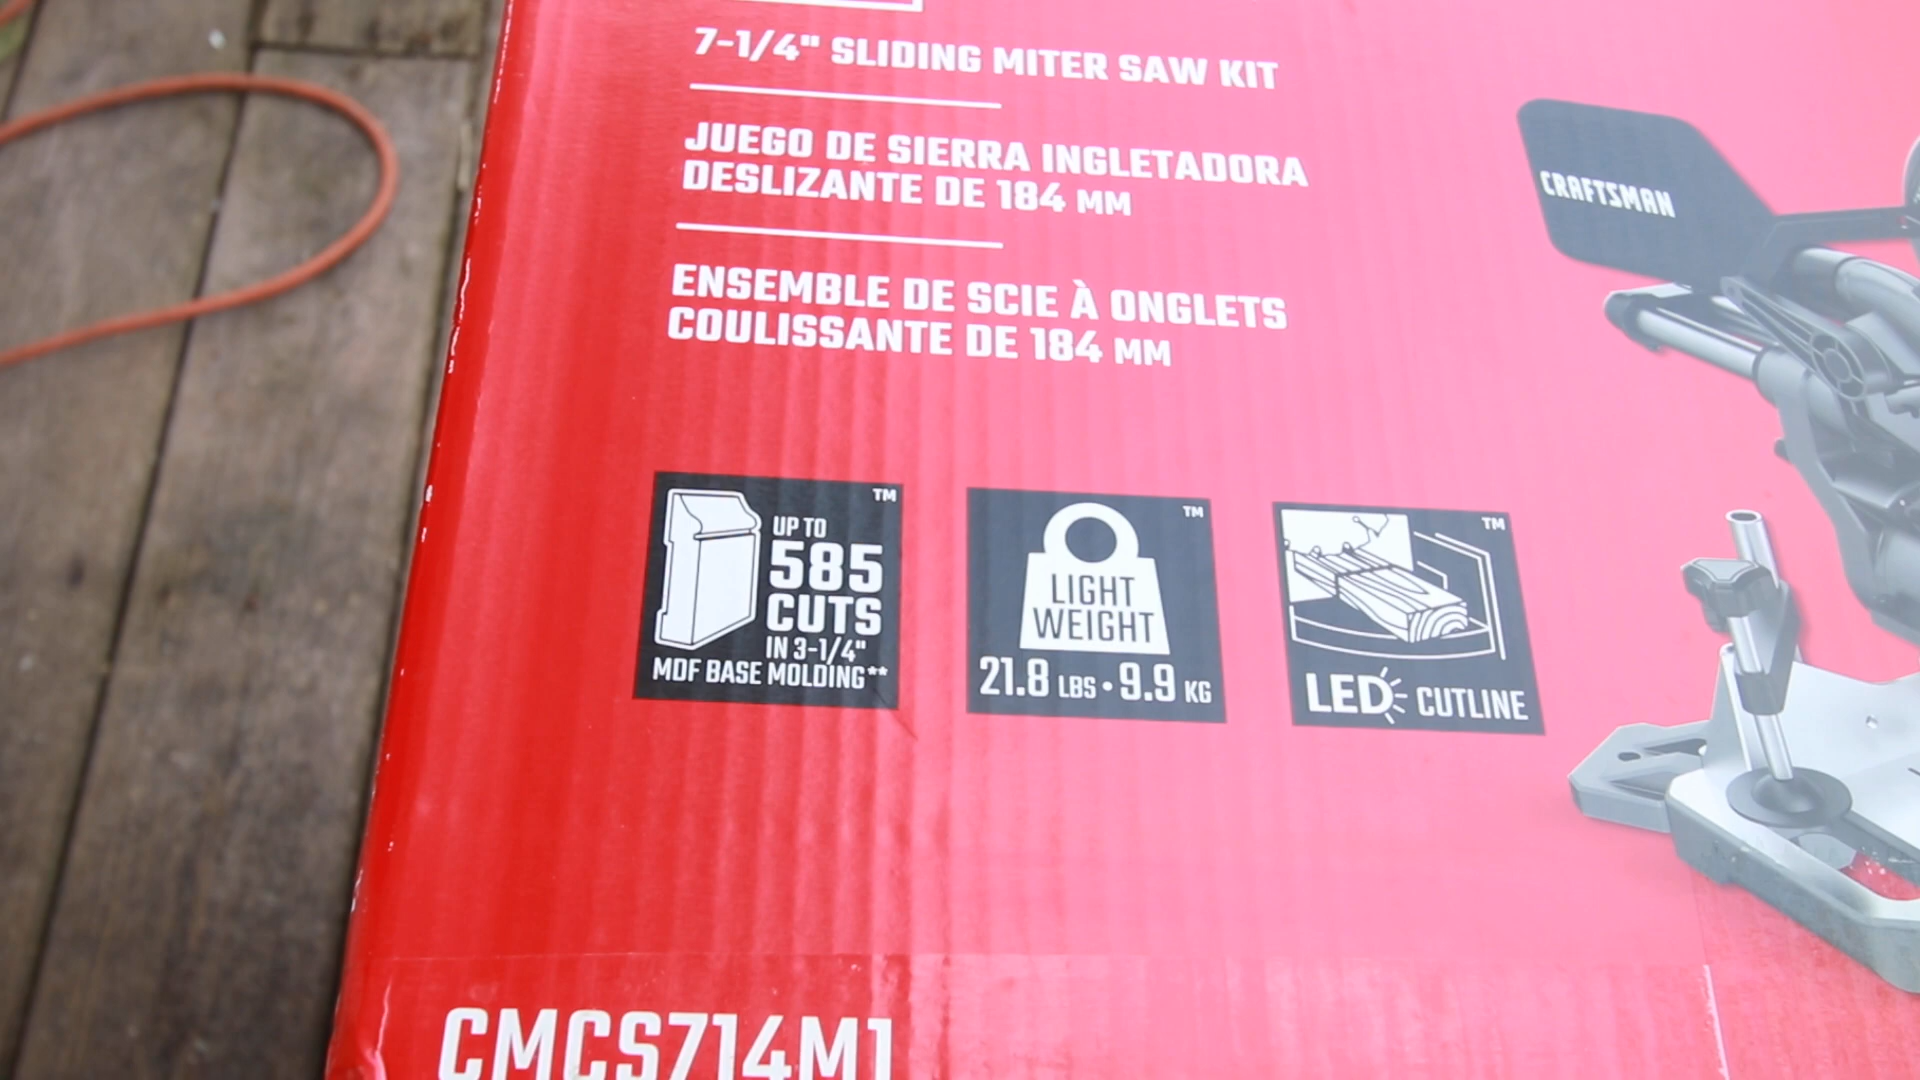 7-1/4" SLIDING MITER SAW KIT
JUEGO DE SIERRA INGLETADORA
DESLIZANTE DE 184 MM
ENSEMBLE DE SCIE À ONGLETS
COULISSANTE DE 184 MM
CRAFTSMAN
TM
UP TO
585
CUTS
IN 3-1/4"
MDF BASE MOLDING**
TM
LIGHT
WEIGHT
21.8 LBS • 9.9 KG
TM
LED CUTLINE
CMCS714M1